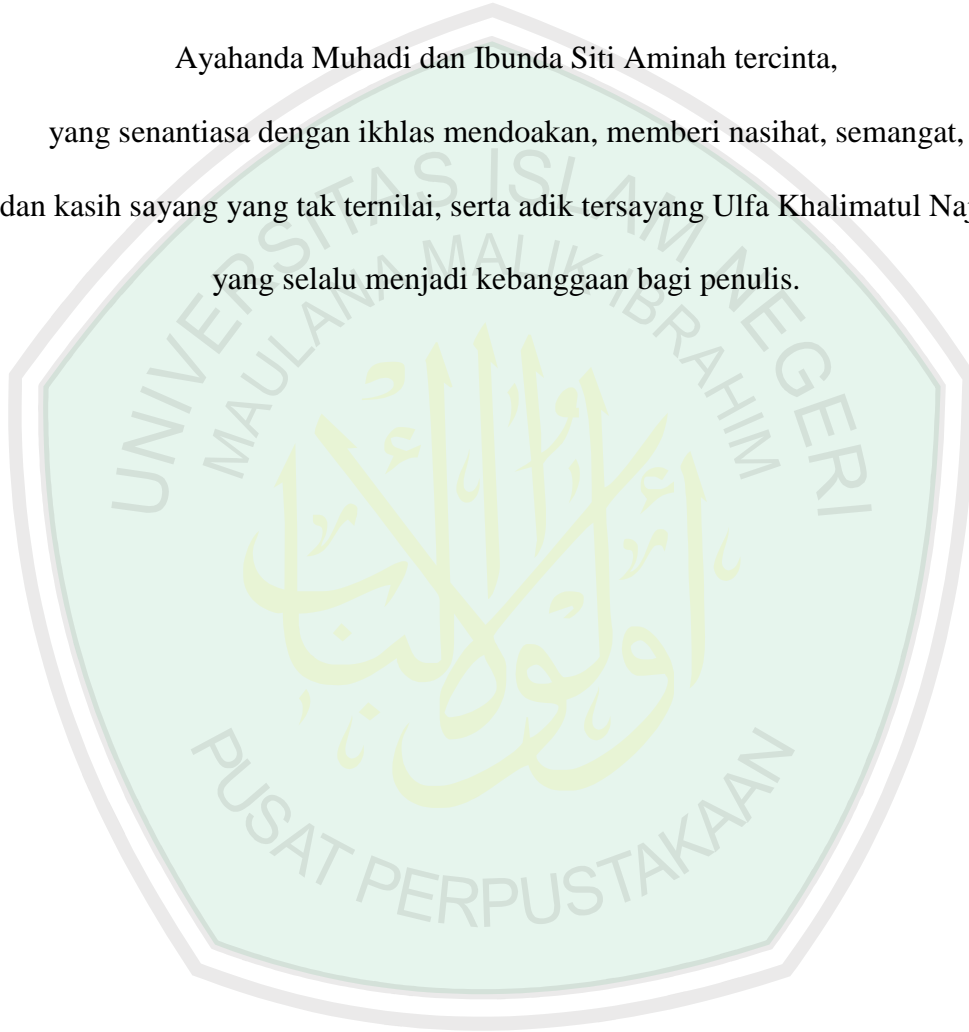 Ayahanda Muhadi dan Ibunda Siti Aminah tercinta,
yang senantiasa dengan ikhlas mendoakan, memberi nasihat, semangat,
dan kasih sayang yang tak ternilai, serta adik tersayang Ulfa Khalimatul
yang selalu menjadi kebanggaan bagi penulis.
UNIVERSITAS ISLAM NEGERI
MAULANA MALIK IBRAHIM
أولوا الألباب
PUSAT PERPUSTAKAAN